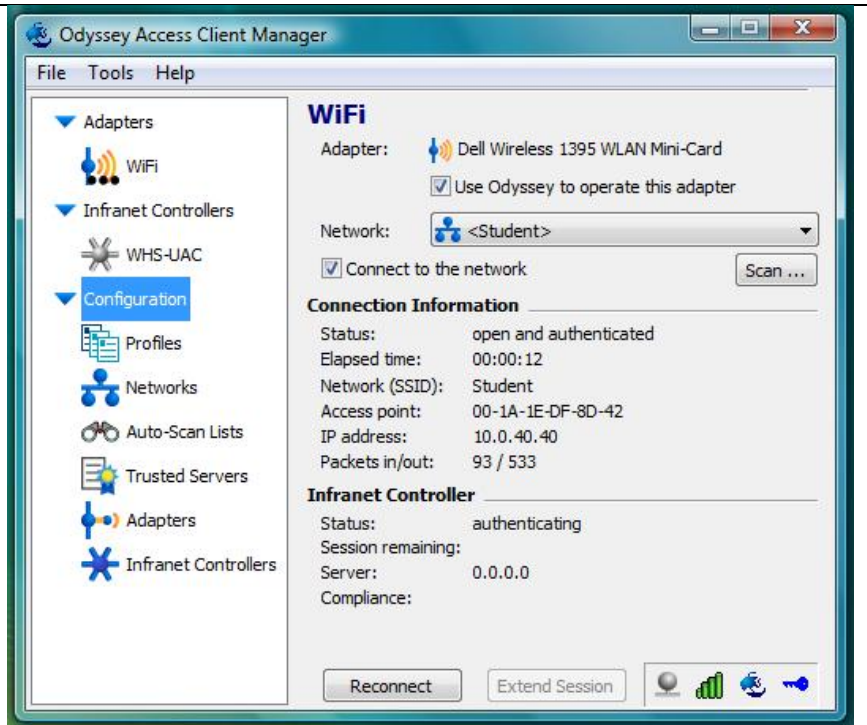 Odyssey Access Client Manager
File Tools Help
Adapters
WiFi
Infranet Controllers
WHS-UAC
Configuration
Profiles
Networks
Auto-Scan Lists
Trusted Servers
Adapters
Infranet Controllers
WiFi
Adapter: Dell Wireless 1395 WLAN Mini-Card
Use Odyssey to operate this adapter
Network: <Student>
Connect to the network Scan ...
Connection Information
Status: open and authenticated
Elapsed time: 00:00:12
Network (SSID): Student
Access point: 00-1A-1E-DF-8D-42
IP address: 10.0.40.40
Packets in/out: 93 / 533
Infranet Controller
Status: authenticating
Session remaining:
Server: 0.0.0.0
Compliance:
Reconnect Extend Session